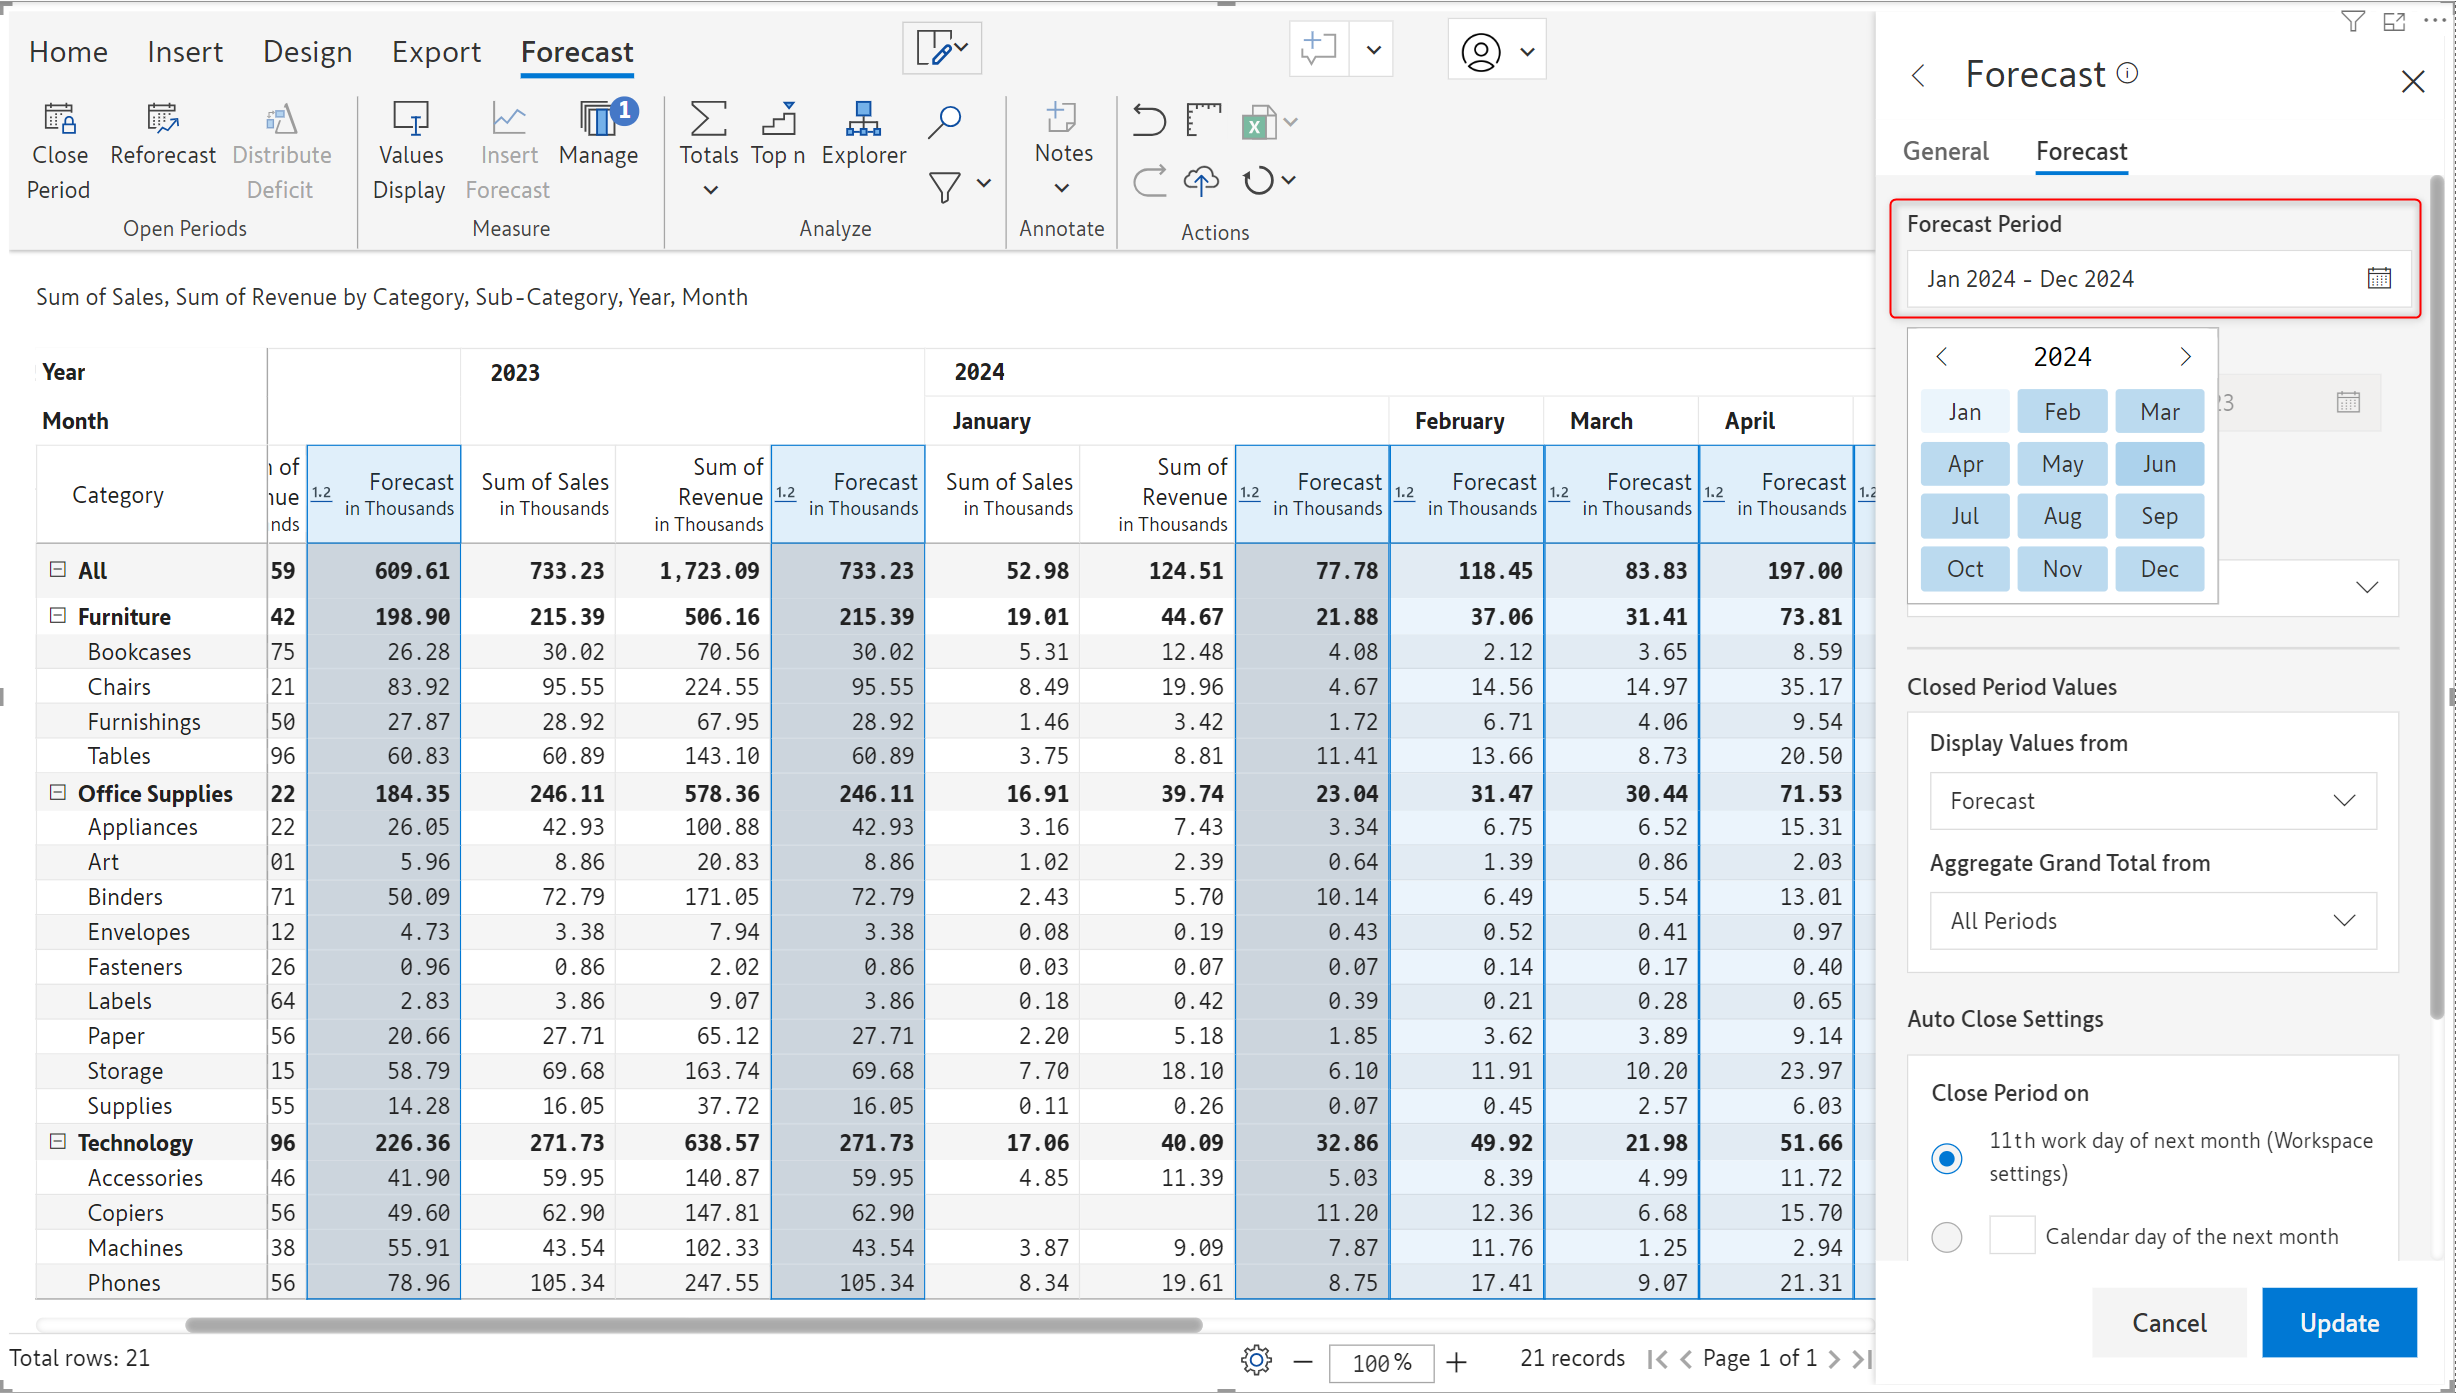 Home Insert Design Export Forecast
Close Period
Reforecast
Distribute Deficit
Open Periods
Values Display
Insert Forecast
Manage 1
Measure
Totals
Top n
Explorer
Analyze
Notes
Annotate
Actions
Sum of Sales, Sum of Revenue by Category, Sub-Category, Year, Month
Year 2023 2024
Month January February March April
Category n of nue nds 1.2 Forecast in Thousands Sum of Sales in Thousands Sum of Revenue in Thousands 1.2 Forecast in Thousands Sum of Sales in Thousands Sum of Revenue in Thousands 1.2 Forecast in Thousands 1.2 Forecast in Thousands 1.2 Forecast in Thousands 1.2 Forecast in Thousands 1.2
All 59 609.61 733.23 1,723.09 733.23 52.98 124.51 77.78 118.45 83.83 197.00
Furniture 42 198.90 215.39 506.16 215.39 19.01 44.67 21.88 37.06 31.41 73.81
Bookcases 75 26.28 30.02 70.56 30.02 5.31 12.48 4.08 2.12 3.65 8.59
Chairs 21 83.92 95.55 224.55 95.55 8.49 19.96 4.67 14.56 14.97 35.17
Furnishings 50 27.87 28.92 67.95 28.92 1.46 3.42 1.72 6.71 4.06 9.54
Tables 96 60.83 60.89 143.10 60.89 3.75 8.81 11.41 13.66 8.73 20.50
Office Supplies 22 184.35 246.11 578.36 246.11 16.91 39.74 23.04 31.47 30.44 71.53
Appliances 22 26.05 42.93 100.88 42.93 3.16 7.43 3.34 6.75 6.52 15.31
Art 01 5.96 8.86 20.83 8.86 1.02 2.39 0.64 1.39 0.86 2.03
Binders 71 50.09 72.79 171.05 72.79 2.43 5.70 10.14 6.49 5.54 13.01
Envelopes 12 4.73 3.38 7.94 3.38 0.08 0.19 0.43 0.52 0.41 0.97
Fasteners 26 0.96 0.86 2.02 0.86 0.03 0.07 0.07 0.14 0.17 0.40
Labels 64 2.83 3.86 9.07 3.86 0.18 0.42 0.39 0.21 0.28 0.65
Paper 56 20.66 27.71 65.12 27.71 2.20 5.18 1.85 3.62 3.89 9.14
Storage 15 58.79 69.68 163.74 69.68 7.70 18.10 6.10 11.91 10.20 23.97
Supplies 55 14.28 16.05 37.72 16.05 0.11 0.26 0.07 0.45 2.57 6.03
Technology 96 226.36 271.73 638.57 271.73 17.06 40.09 32.86 49.92 21.98 51.66
Accessories 46 41.90 59.95 140.87 59.95 4.85 11.39 5.03 8.39 4.99 11.72
Copiers 56 49.60 62.90 147.81 62.90 11.20 12.36 6.68 15.70
Machines 38 55.91 43.54 102.33 43.54 3.87 9.09 7.87 11.76 1.25 2.94
Phones 56 78.96 105.34 247.55 105.34 8.34 19.61 8.75 17.41 9.07 21.31
Total rows: 21
100 %
21 records
Page 1 of 1
Forecast
General Forecast
Forecast Period
Jan 2024 - Dec 2024
2024
Jan Feb Mar
Apr May Jun
Jul Aug Sep
Oct Nov Dec
23
Closed Period Values
Display Values from
Forecast
Aggregate Grand Total from
All Periods
Auto Close Settings
Close Period on
11th work day of next month (Workspace
settings)
Calendar day of the next month
Cancel Update